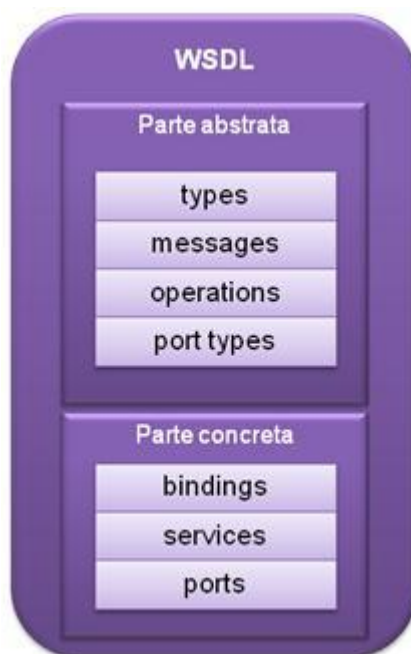 WSDL
Parte abstrata
types
messages
operations
port types
Parte concreta
bindings
services
ports